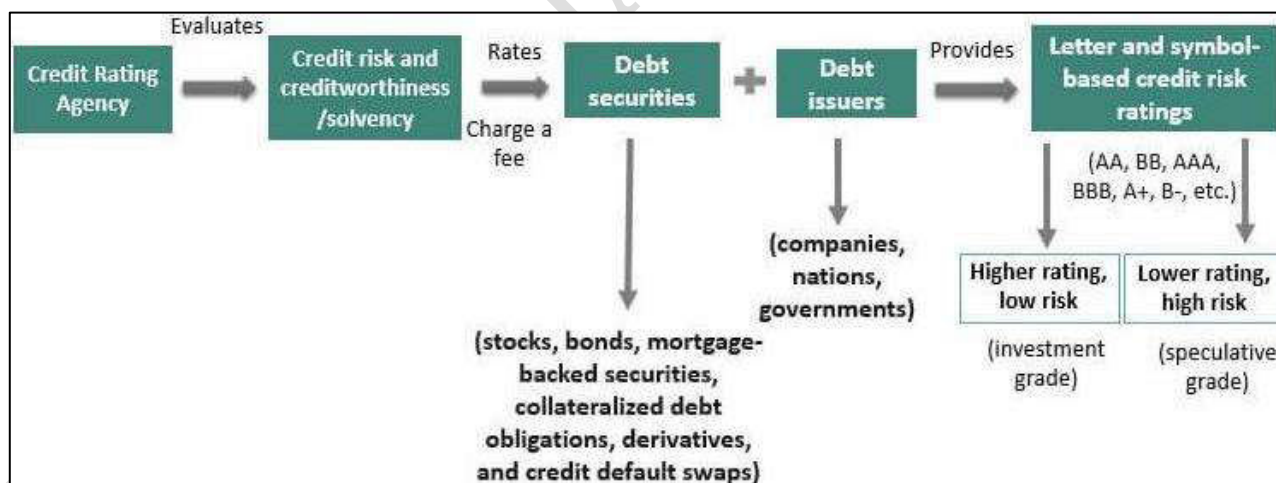 Evaluates
Credit Rating
Agency
Credit risk and
creditworthiness
/solvency
Rates
Charge a
fee
Debt
securities
Debt
issuers
Provides
Letter and symbol-
based credit risk
ratings
(stocks, bonds, mortgage-
backed securities,
collateralized debt
obligations, derivatives,
and credit default swaps)
(companies,
nations,
governments)
(AA, BB, AAA,
BBB, A+, B-, etc.)
Higher rating,
low risk
(investment
grade)
Lower rating,
high risk
(speculative
grade)